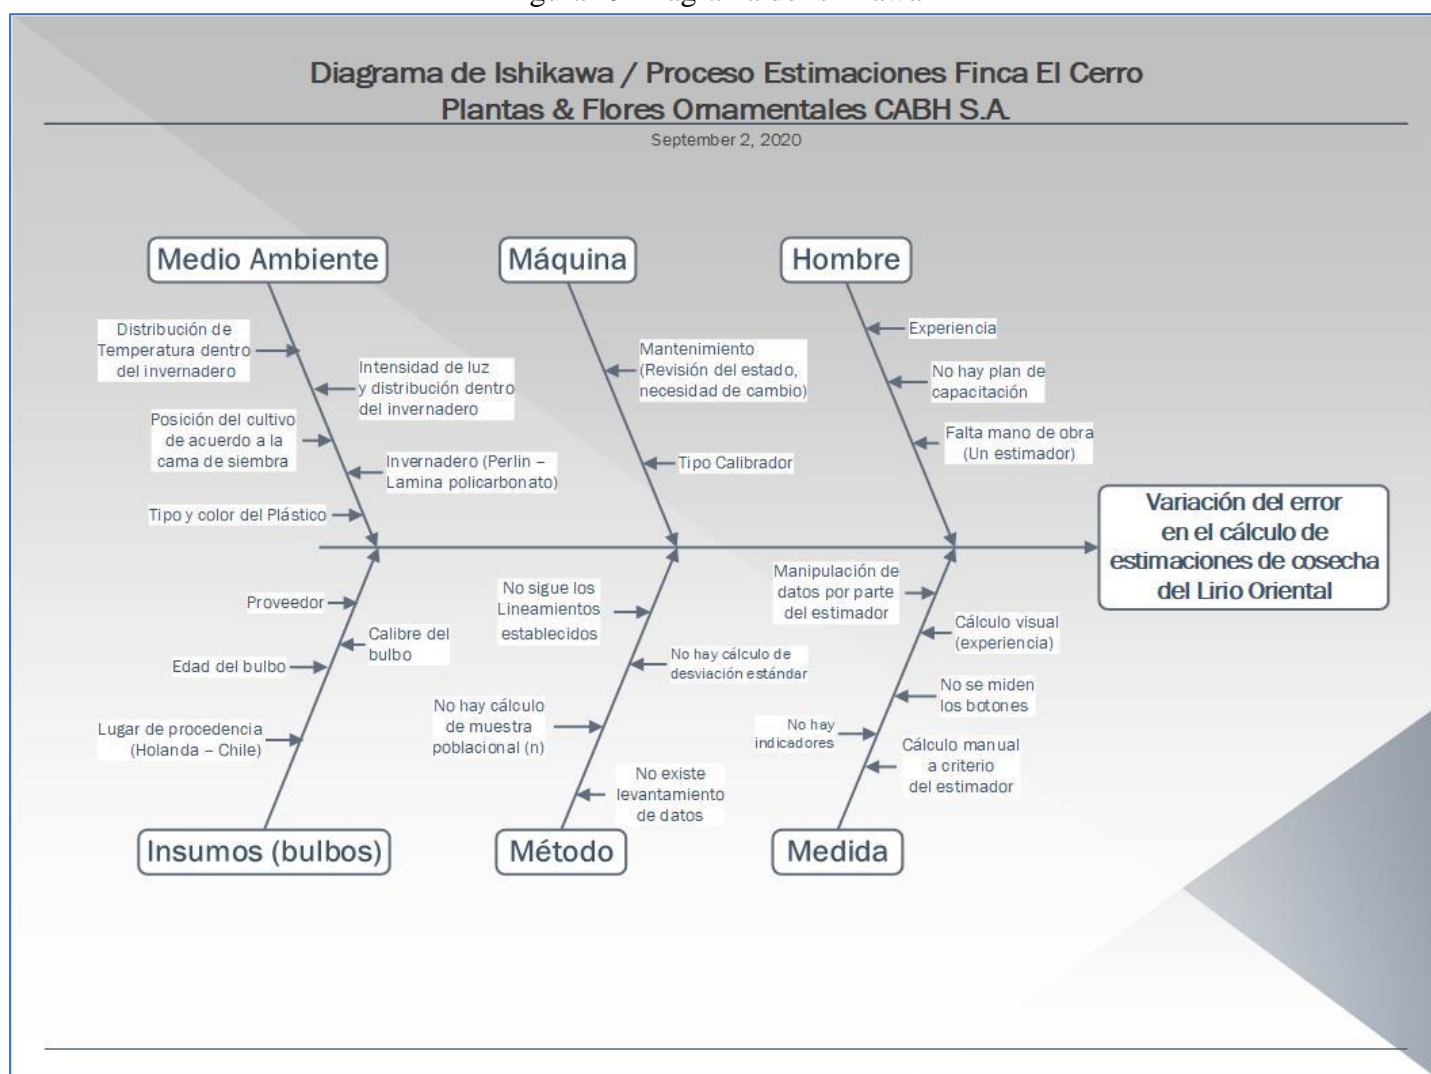 Diagrama de Ishikawa / Proceso Estimaciones Finca El Cerro
Plantas & Flores Ornamentales CABH S.A.
September 2, 2020
Medio Ambiente
Máquina
Hombre
Distribución de
Temperatura dentro
del invernadero
Intensidad de luz
y distribución dentro
del invernadero
Posición del cultivo
de acuerdo a la
cama de siembra
Invernadero (Perlin –
Lamina policarbonato)
Tipo y color del Plástico
Mantenimiento
(Revisión del estado,
necesidad de cambio)
Tipo Calibrador
Experiencia
No hay plan de
capacitación
Falta mano de obra
(Un estimador)
Variación del error
en el cálculo de
estimaciones de cosecha
del Lirio Oriental
Proveedor
Calibre del
bulbo
Edad del bulbo
Lugar de procedencia
(Holanda – Chile)
No sigue los
Lineamientos
establecidos
No hay cálculo de
desviación estándar
No hay cálculo
de muestra
poblacional (n)
No existe
levantamiento
de datos
Manipulación de
datos por parte
del estimador
Cálculo visual
(experiencia)
No se miden
los botones
No hay
indicadores
Cálculo manual
a criterio
del estimador
Insumos (bulbos)
Método
Medida